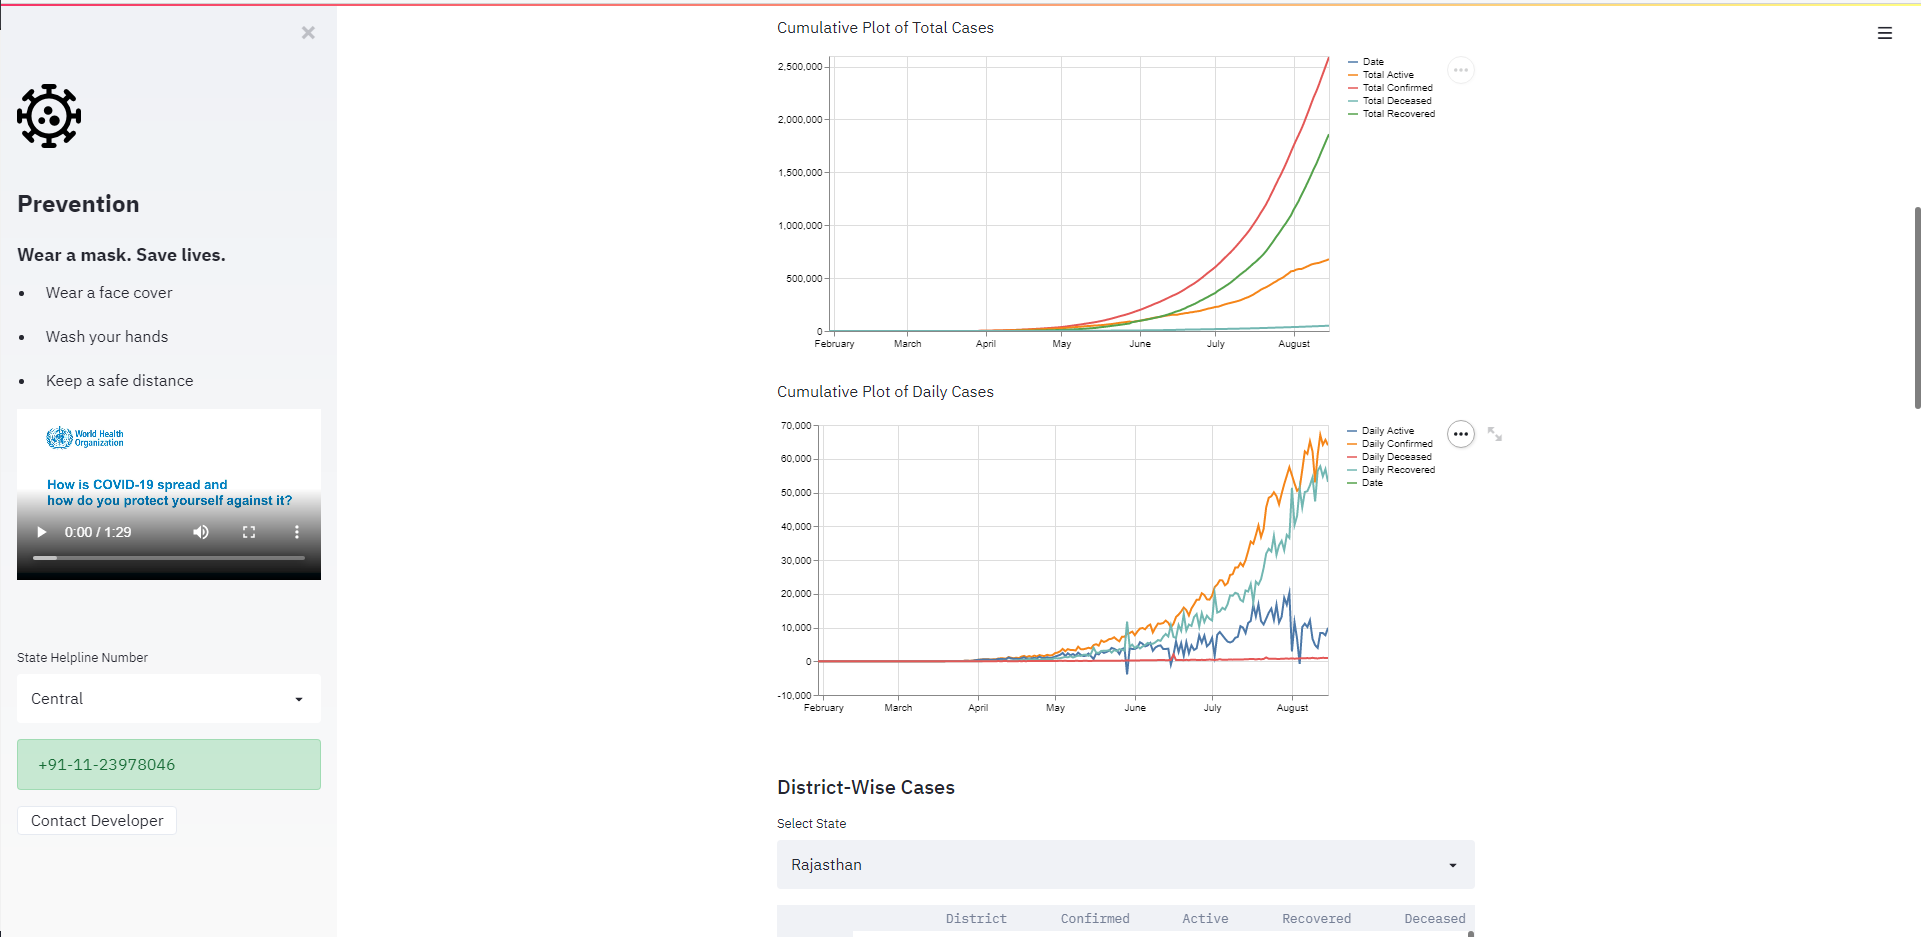 Prevention
Wear a mask. Save lives.
Wear a face cover
Wash your hands
Keep a safe distance
World Health
Organization
How is COVID-19 spread and
how do you protect yourself against it?
0:00 / 1:29
State Helpline Number
Central
+91-11-23978046
Contact Developer
Cumulative Plot of Total Cases
2,500,000
2,000,000
1,500,000
1,000,000
500,000
0
February March April May June July August
Date
Total Active
Total Confirmed
Total Deceased
Total Recovered
Cumulative Plot of Daily Cases
70,000
60,000
50,000
40,000
30,000
20,000
10,000
0
-10,000
February March April May June July August
Daily Active
Daily Confirmed
Daily Deceased
Daily Recovered
Date
District-Wise Cases
Select State
Rajasthan
District Confirmed Active Recovered Deceased